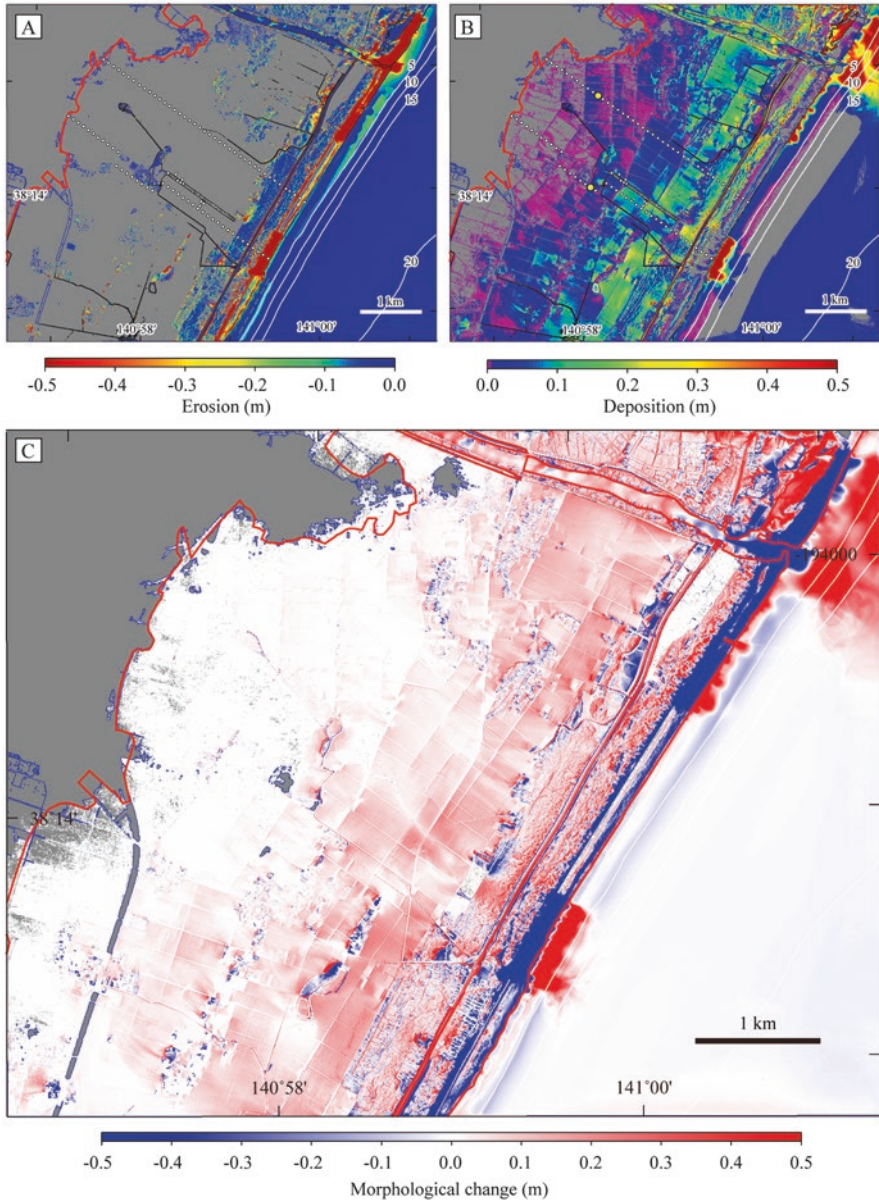 A
5
10
15
38°14'
20
1 km
140°58'
141°00'
-0.5 -0.4 -0.3 -0.2 -0.1 0.0
Erosion (m)
B
5
10
15
38°14'
20
1 km
140°58'
141°00'
0.0 0.1 0.2 0.3 0.4 0.5
Deposition (m)
C
-194000
38°14'
1 km
140°58'
141°00'
-0.5 -0.4 -0.3 -0.2 -0.1 0.0 0.1 0.2 0.3 0.4 0.5
Morphological change (m)